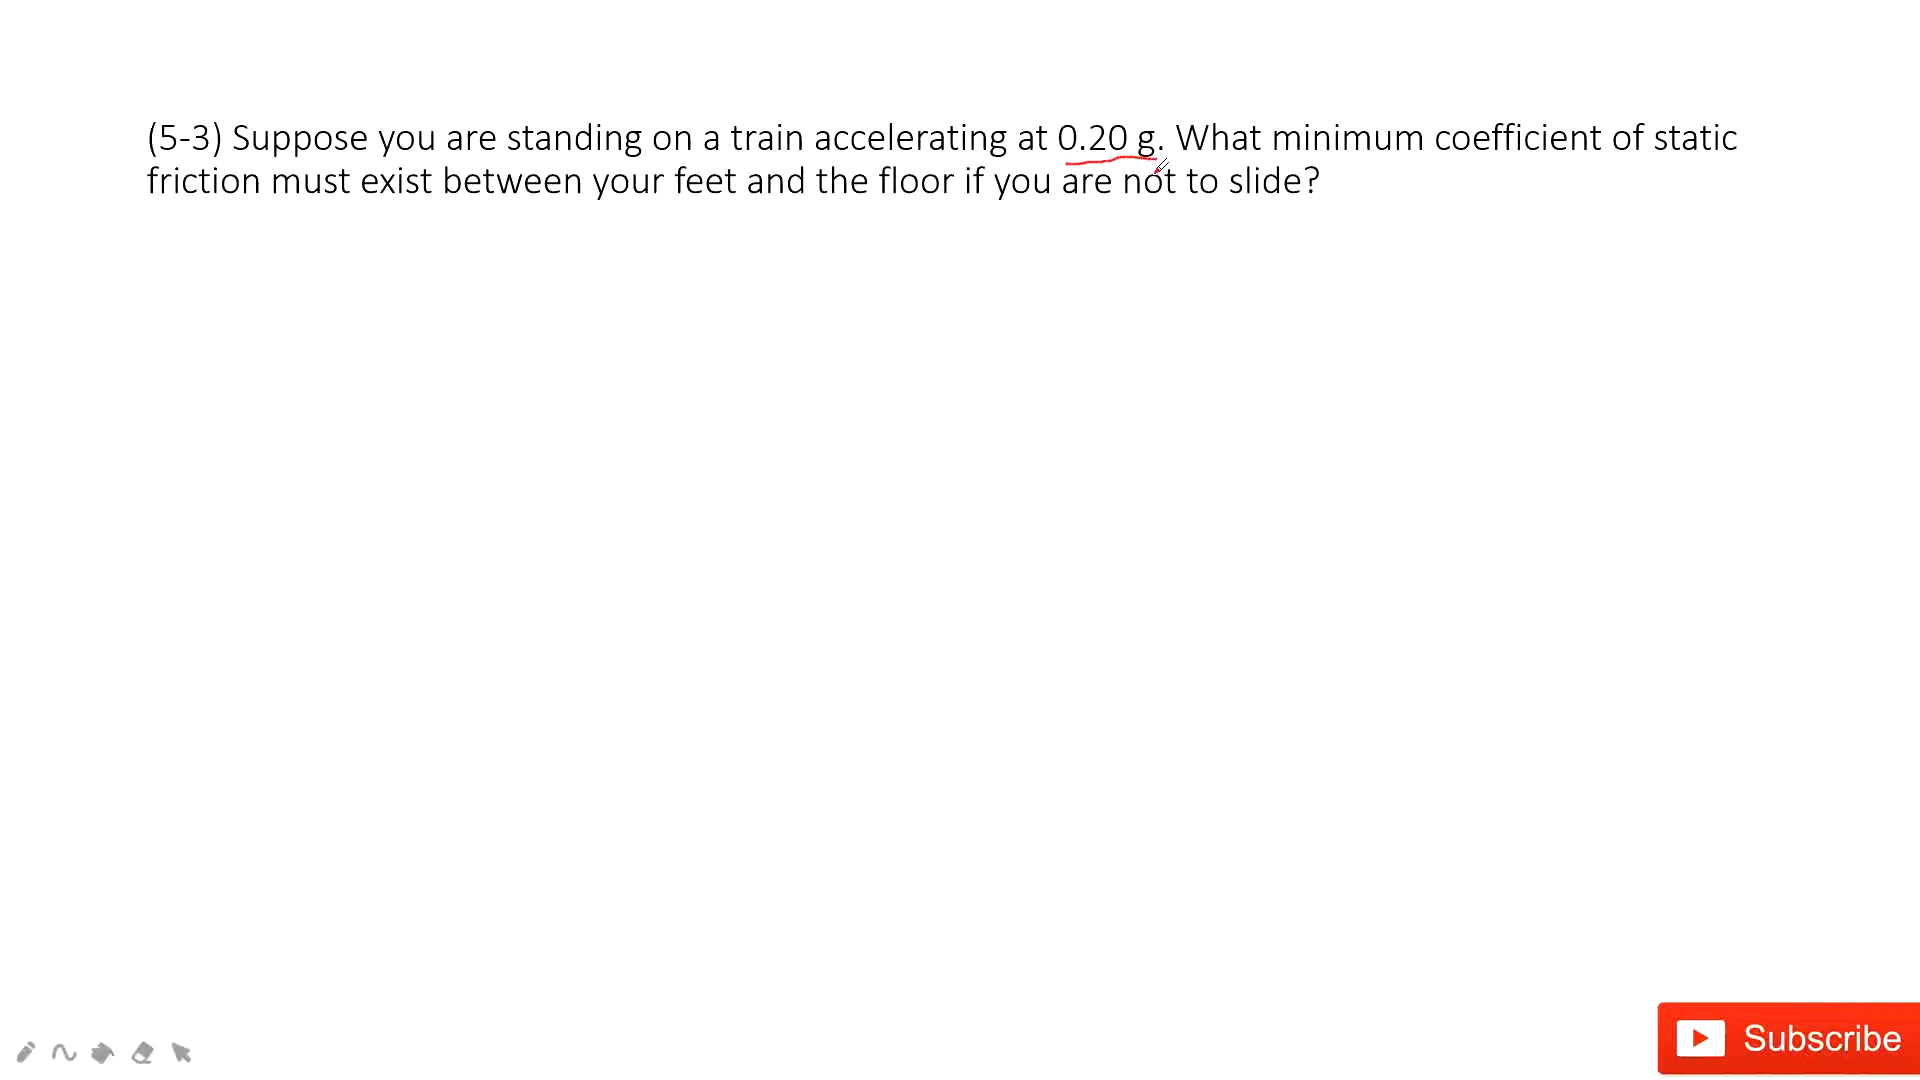 (5-3) Suppose you are standing on a train accelerating at 0.20 g. What minimum coefficient of static
friction must exist between your feet and the floor if you are not to slide?
Subscribe